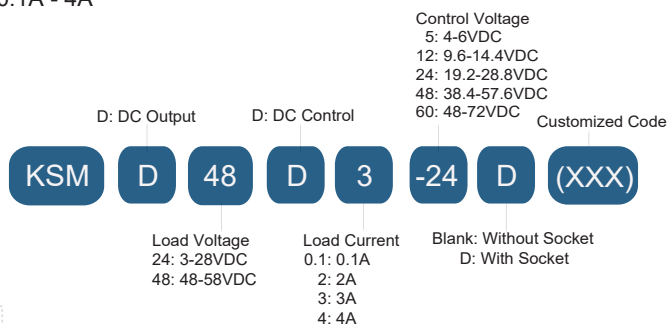 0.1A - 4A
Control Voltage
5: 4-6VDC
12: 9.6-14.4VDC
24: 19.2-28.8VDC
48: 38.4-57.6VDC
60: 48-72VDC
D: DC Output
D: DC Control
Customized Code
KSM D 48 D 3 -24 D (XXX)
Load Voltage
24: 3-28VDC
48: 48-58VDC
Load Current
0.1: 0.1A
2: 2A
3: 3A
4: 4A
Blank: Without Socket
D: With Socket